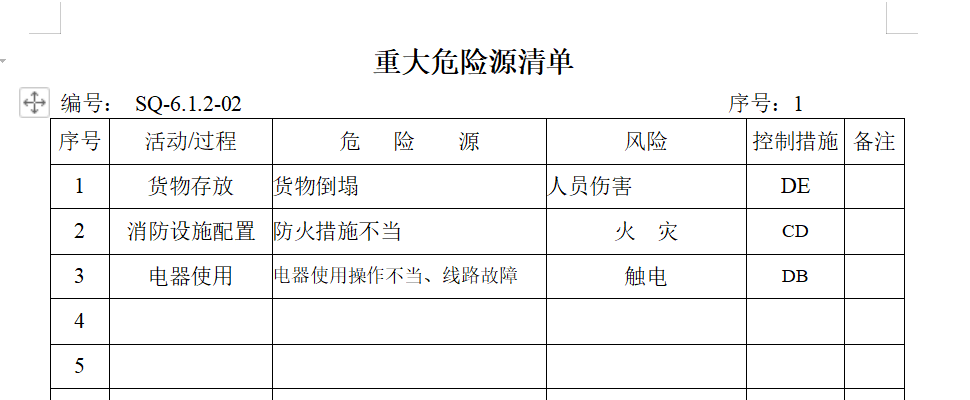 重大危险源清单
编号： SQ-6.1.2-02 序号：1
序号 活动/过程 危 险 源 风险 控制措施 备注
1 货物存放 货物倒塌 人员伤害 DE
2 消防设施配置 防火措施不当 火 灾 CD
3 电器使用 电器使用操作不当、线路故障 触电 DB
4
5